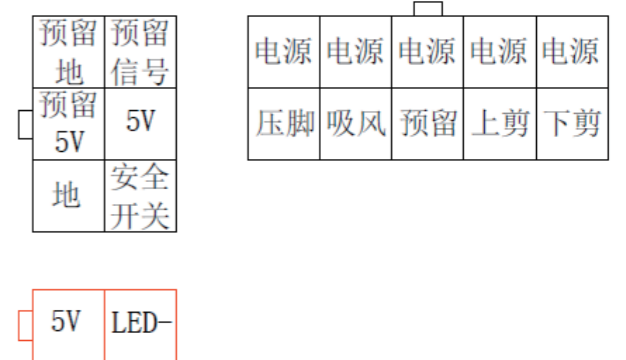 预留 预留
地 信号
预留
5V 5V
地 安全
开关
电源 电源 电源 电源 电源
压脚 吸风 预留 上剪 下剪
5V LED-